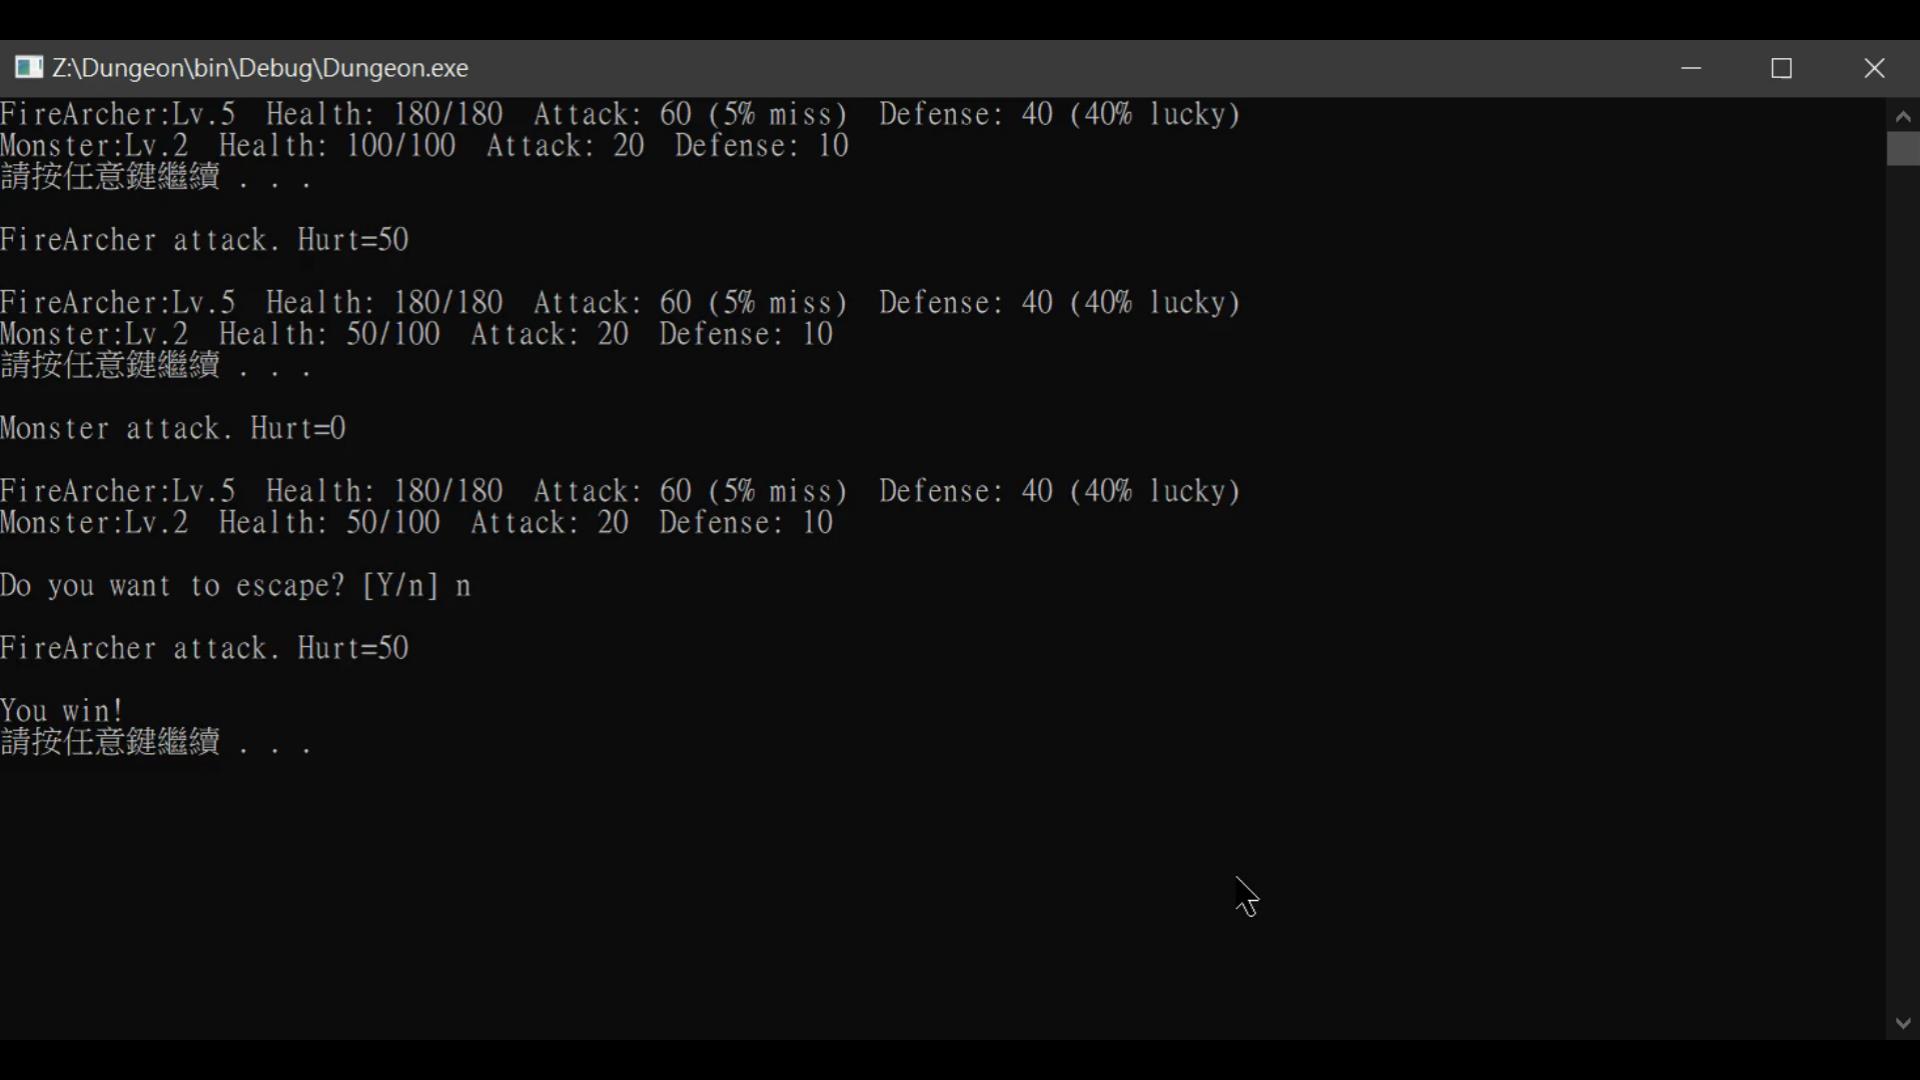 Z:\Dungeon\bin\Debug\Dungeon.exe
FireArcher:Lv.5  Health: 180/180  Attack: 60 (5% miss)  Defense: 40 (40% lucky)
Monster:Lv.2  Health: 100/100  Attack: 20  Defense: 10
請按任意鍵繼續 . . .
FireArcher attack. Hurt=50
FireArcher:Lv.5  Health: 180/180  Attack: 60 (5% miss)  Defense: 40 (40% lucky)
Monster:Lv.2  Health: 50/100  Attack: 20  Defense: 10
請按任意鍵繼續 . . .
Monster attack. Hurt=0
FireArcher:Lv.5  Health: 180/180  Attack: 60 (5% miss)  Defense: 40 (40% lucky)
Monster:Lv.2  Health: 50/100  Attack: 20  Defense: 10
Do you want to escape? [Y/n] n
FireArcher attack. Hurt=50
You win!
請按任意鍵繼續 . . .